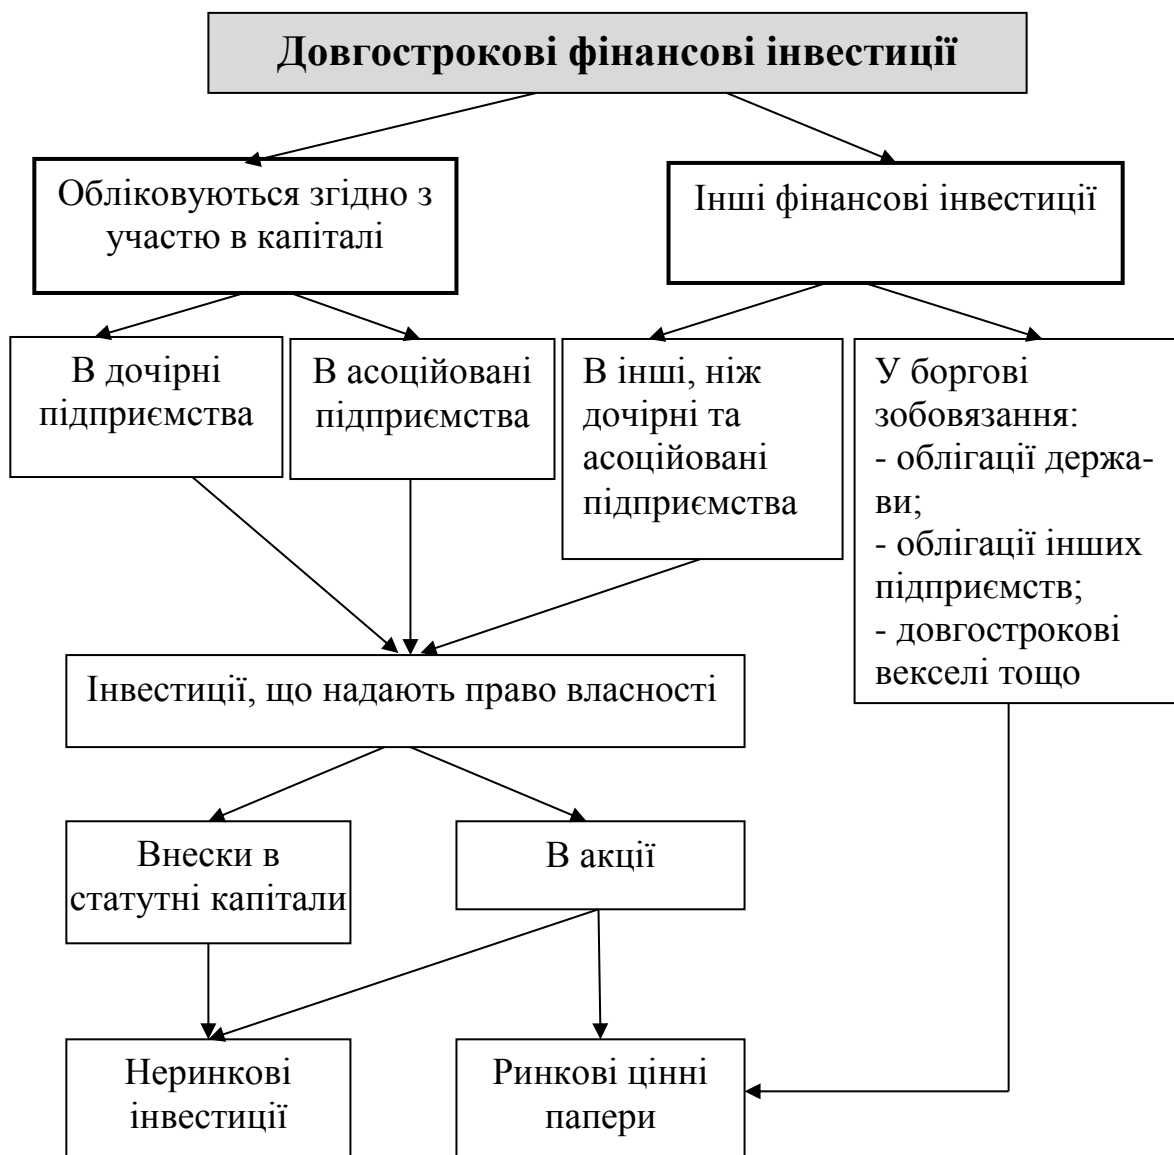 Довгострокові фінансові інвестиції
Обліковуються згідно з
участю в капіталі
Інші фінансові інвестиції
В дочірні
підприємства
В асоційовані
підприємства
В інші, ніж
дочірні та
асоційовані
підприємства
У боргові
зобовязання:
- облігації держа-
ви;
- облігації інших
підприємств;
- довгострокові
векселі тощо
Інвестиції, що надають право власності
Внески в
статутні капітали
В акції
Неринкові
інвестиції
Ринкові цінні
папери